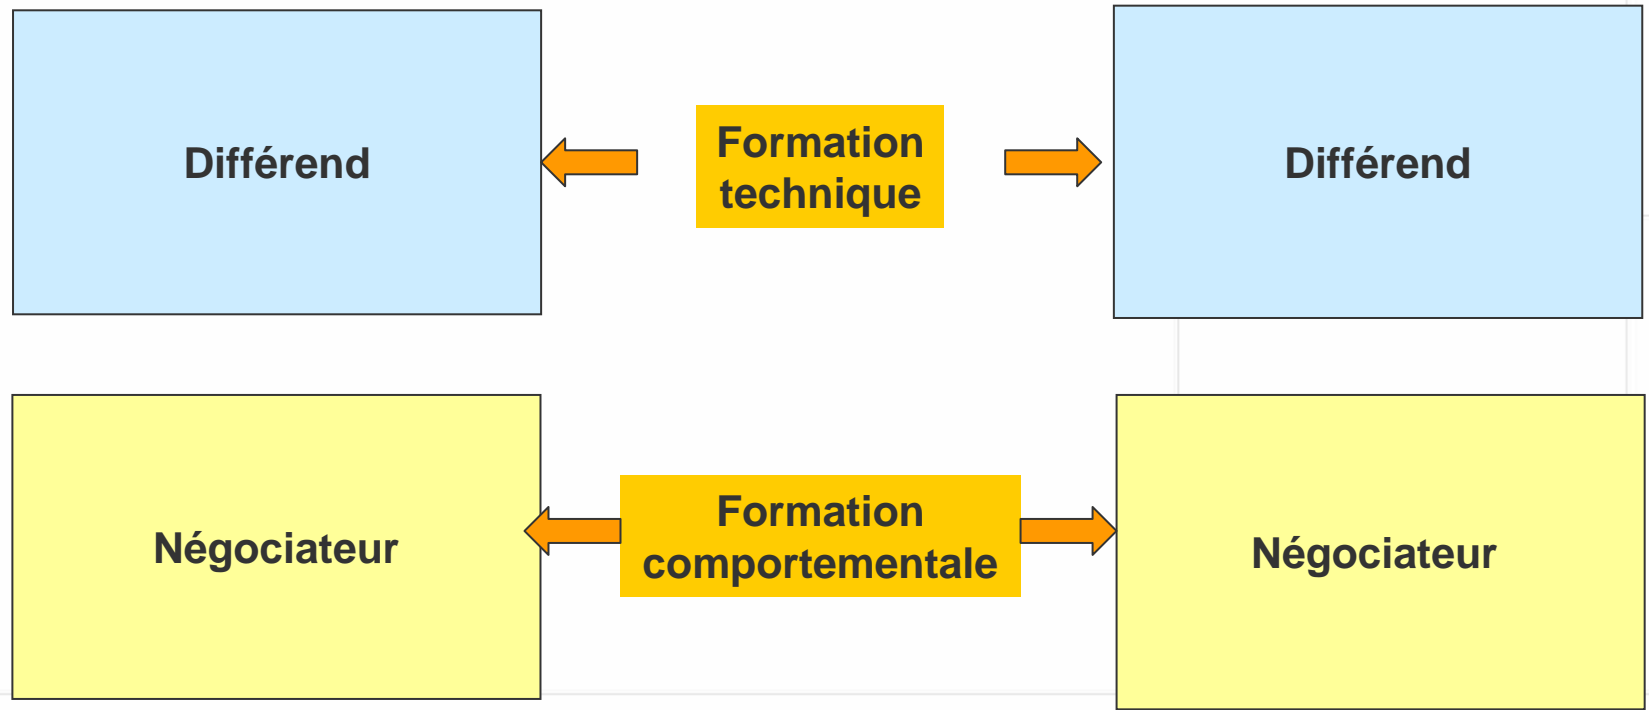 Différend
Formation
technique
Différend
Négociateur
Formation
comportementale
Négociateur